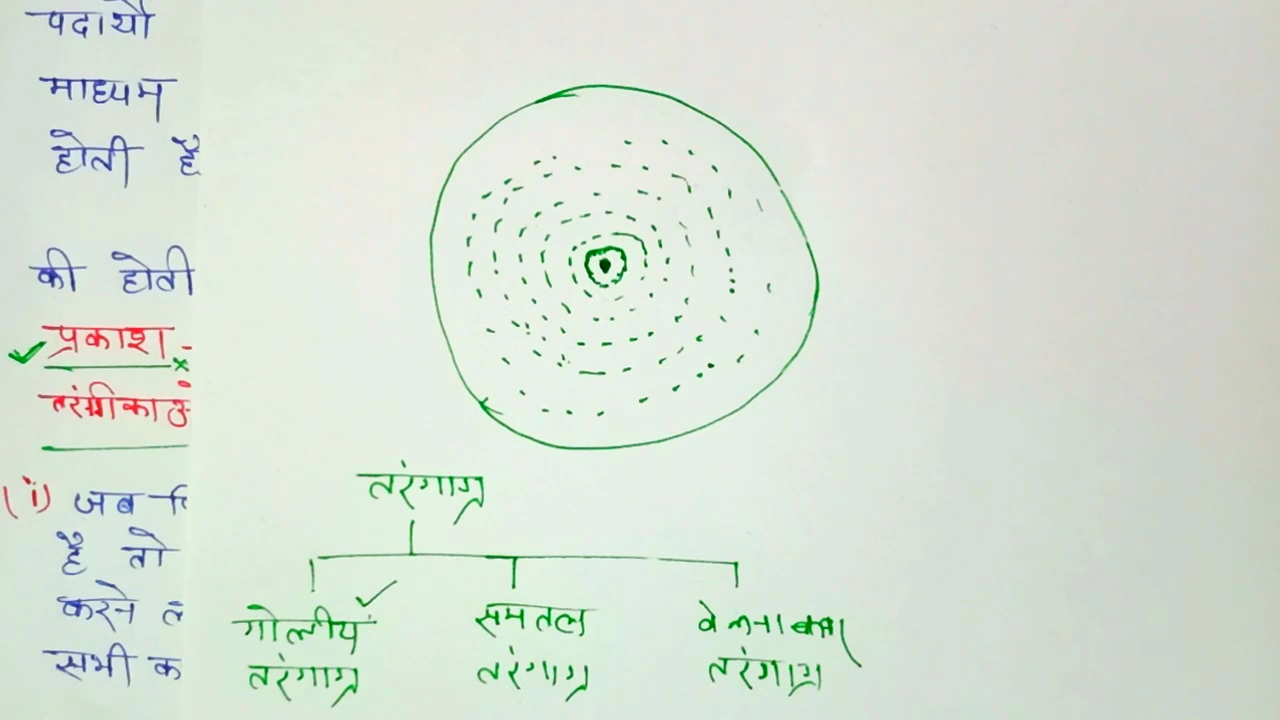 पदार्थो
माध्यम
होती है
की होती
प्रकाश -
तरंगिका
(i) जब
है तो
करने
सभी क
तरंगाग्र
गोलीय समतल वेलनाकार
तरंगाग्र तरंगाग्र तरंगाग्र